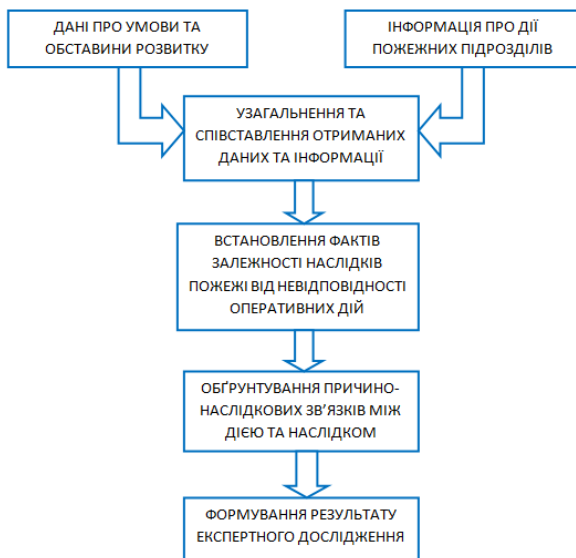 ДАНІ ПРО УМОВИ ТА
ОБСТАВИНИ РОЗВИТКУ
ІНФОРМАЦІЯ ПРО ДІЇ
ПОЖЕЖНИХ ПІДРОЗДІЛІВ
УЗАГАЛЬНЕННЯ ТА
СПІВСТАВЛЕННЯ ОТРИМАНИХ
ДАНИХ ТА ІНФОРМАЦІЇ
ВСТАНОВЛЕННЯ ФАКТІВ
ЗАЛЕЖНОСТІ НАСЛІДКІВ
ПОЖЕЖІ ВІД НЕВІДПОВІДНОСТІ
ОПЕРАТИВНИХ ДІЙ
ОБҐРУНТУВАННЯ ПРИЧИНО-
НАСЛІДКОВИХ ЗВ’ЯЗКІВ МІЖ
ДІЄЮ ТА НАСЛІДКОМ
ФОРМУВАННЯ РЕЗУЛЬТАТУ
ЕКСПЕРТНОГО ДОСЛІДЖЕННЯ